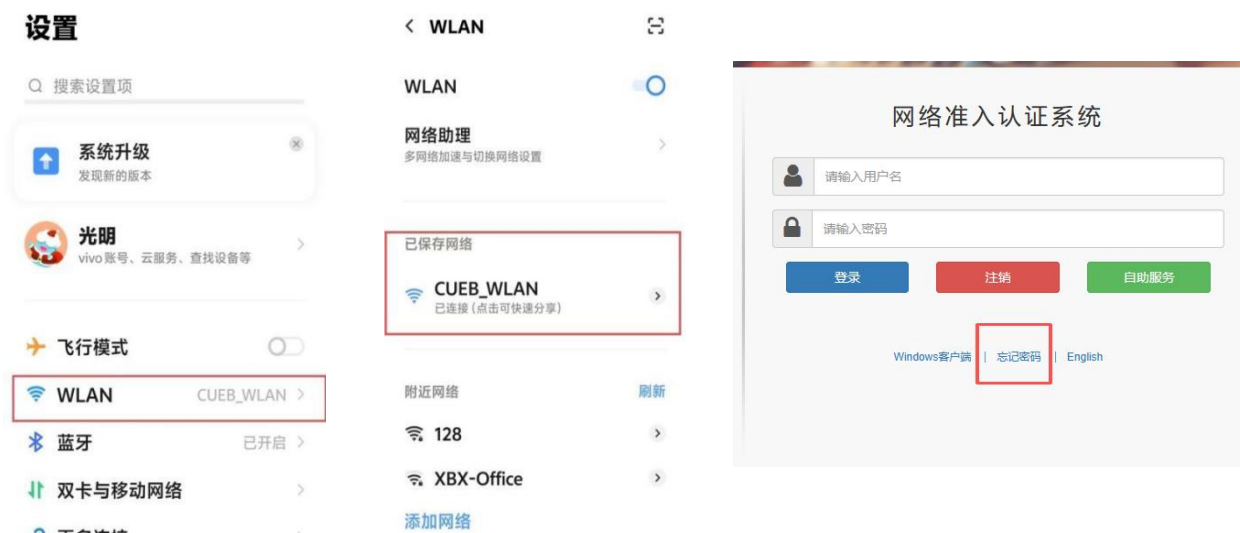 设置
搜索设置项
系统升级
发现新的版本
光明
vivo账号、云服务、查找设备等
飞行模式
WLAN CUEB_WLAN
蓝牙 已开启
双卡与移动网络
WLAN
WLAN
网络助理
多网络加速与切换网络设置
已保存网络
CUEB_WLAN
已连接(点击可快速分享)
附近网络 刷新
128
XBX-Office
添加网络
网络准入认证系统
请输入用户名
请输入密码
登录 注销 自助服务
Windows客户端 | 忘记密码 | English